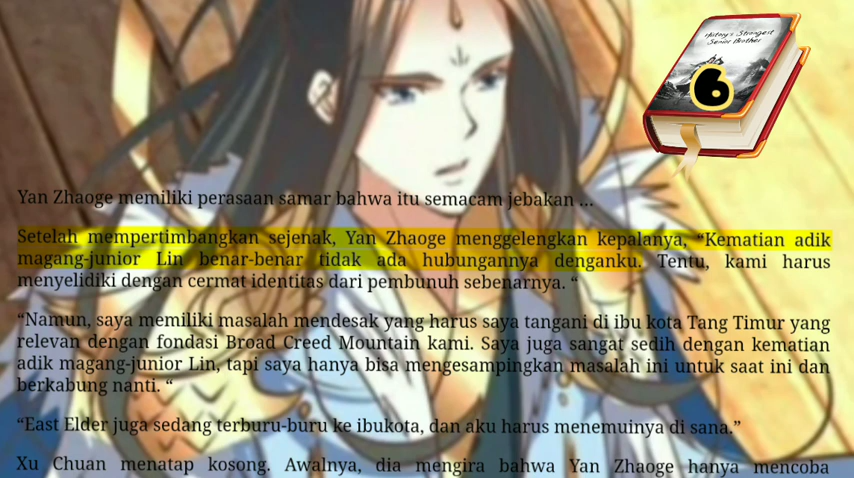 History's Strongest
Senior Brother
6
Yan Zhaoge memiliki perasaan samar bahwa itu semacam jebakan ...
Setelah mempertimbangkan sejenak, Yan Zhaoge menggelengkan kepalanya, “Kematian adik
magang-junior Lin benar-benar tidak ada hubungannya denganku. Tentu, kami harus
menyelidiki dengan cermat identitas dari pembunuh sebenarnya. “
“Namun, saya memiliki masalah mendesak yang harus saya tangani di ibu kota Tang Timur yang
relevan dengan fondasi Broad Creed Mountain kami. Saya juga sangat sedih dengan kematian
adik magang-junior Lin, tapi saya hanya bisa mengesampingkan masalah ini untuk saat ini dan
berkabung nanti. “
“East Elder juga sedang terburu-buru ke ibukota, dan aku harus menemuinya di sana.”
Xu Chuan menatap kosong. Awalnya, dia mengira bahwa Yan Zhaoge hanya mencoba